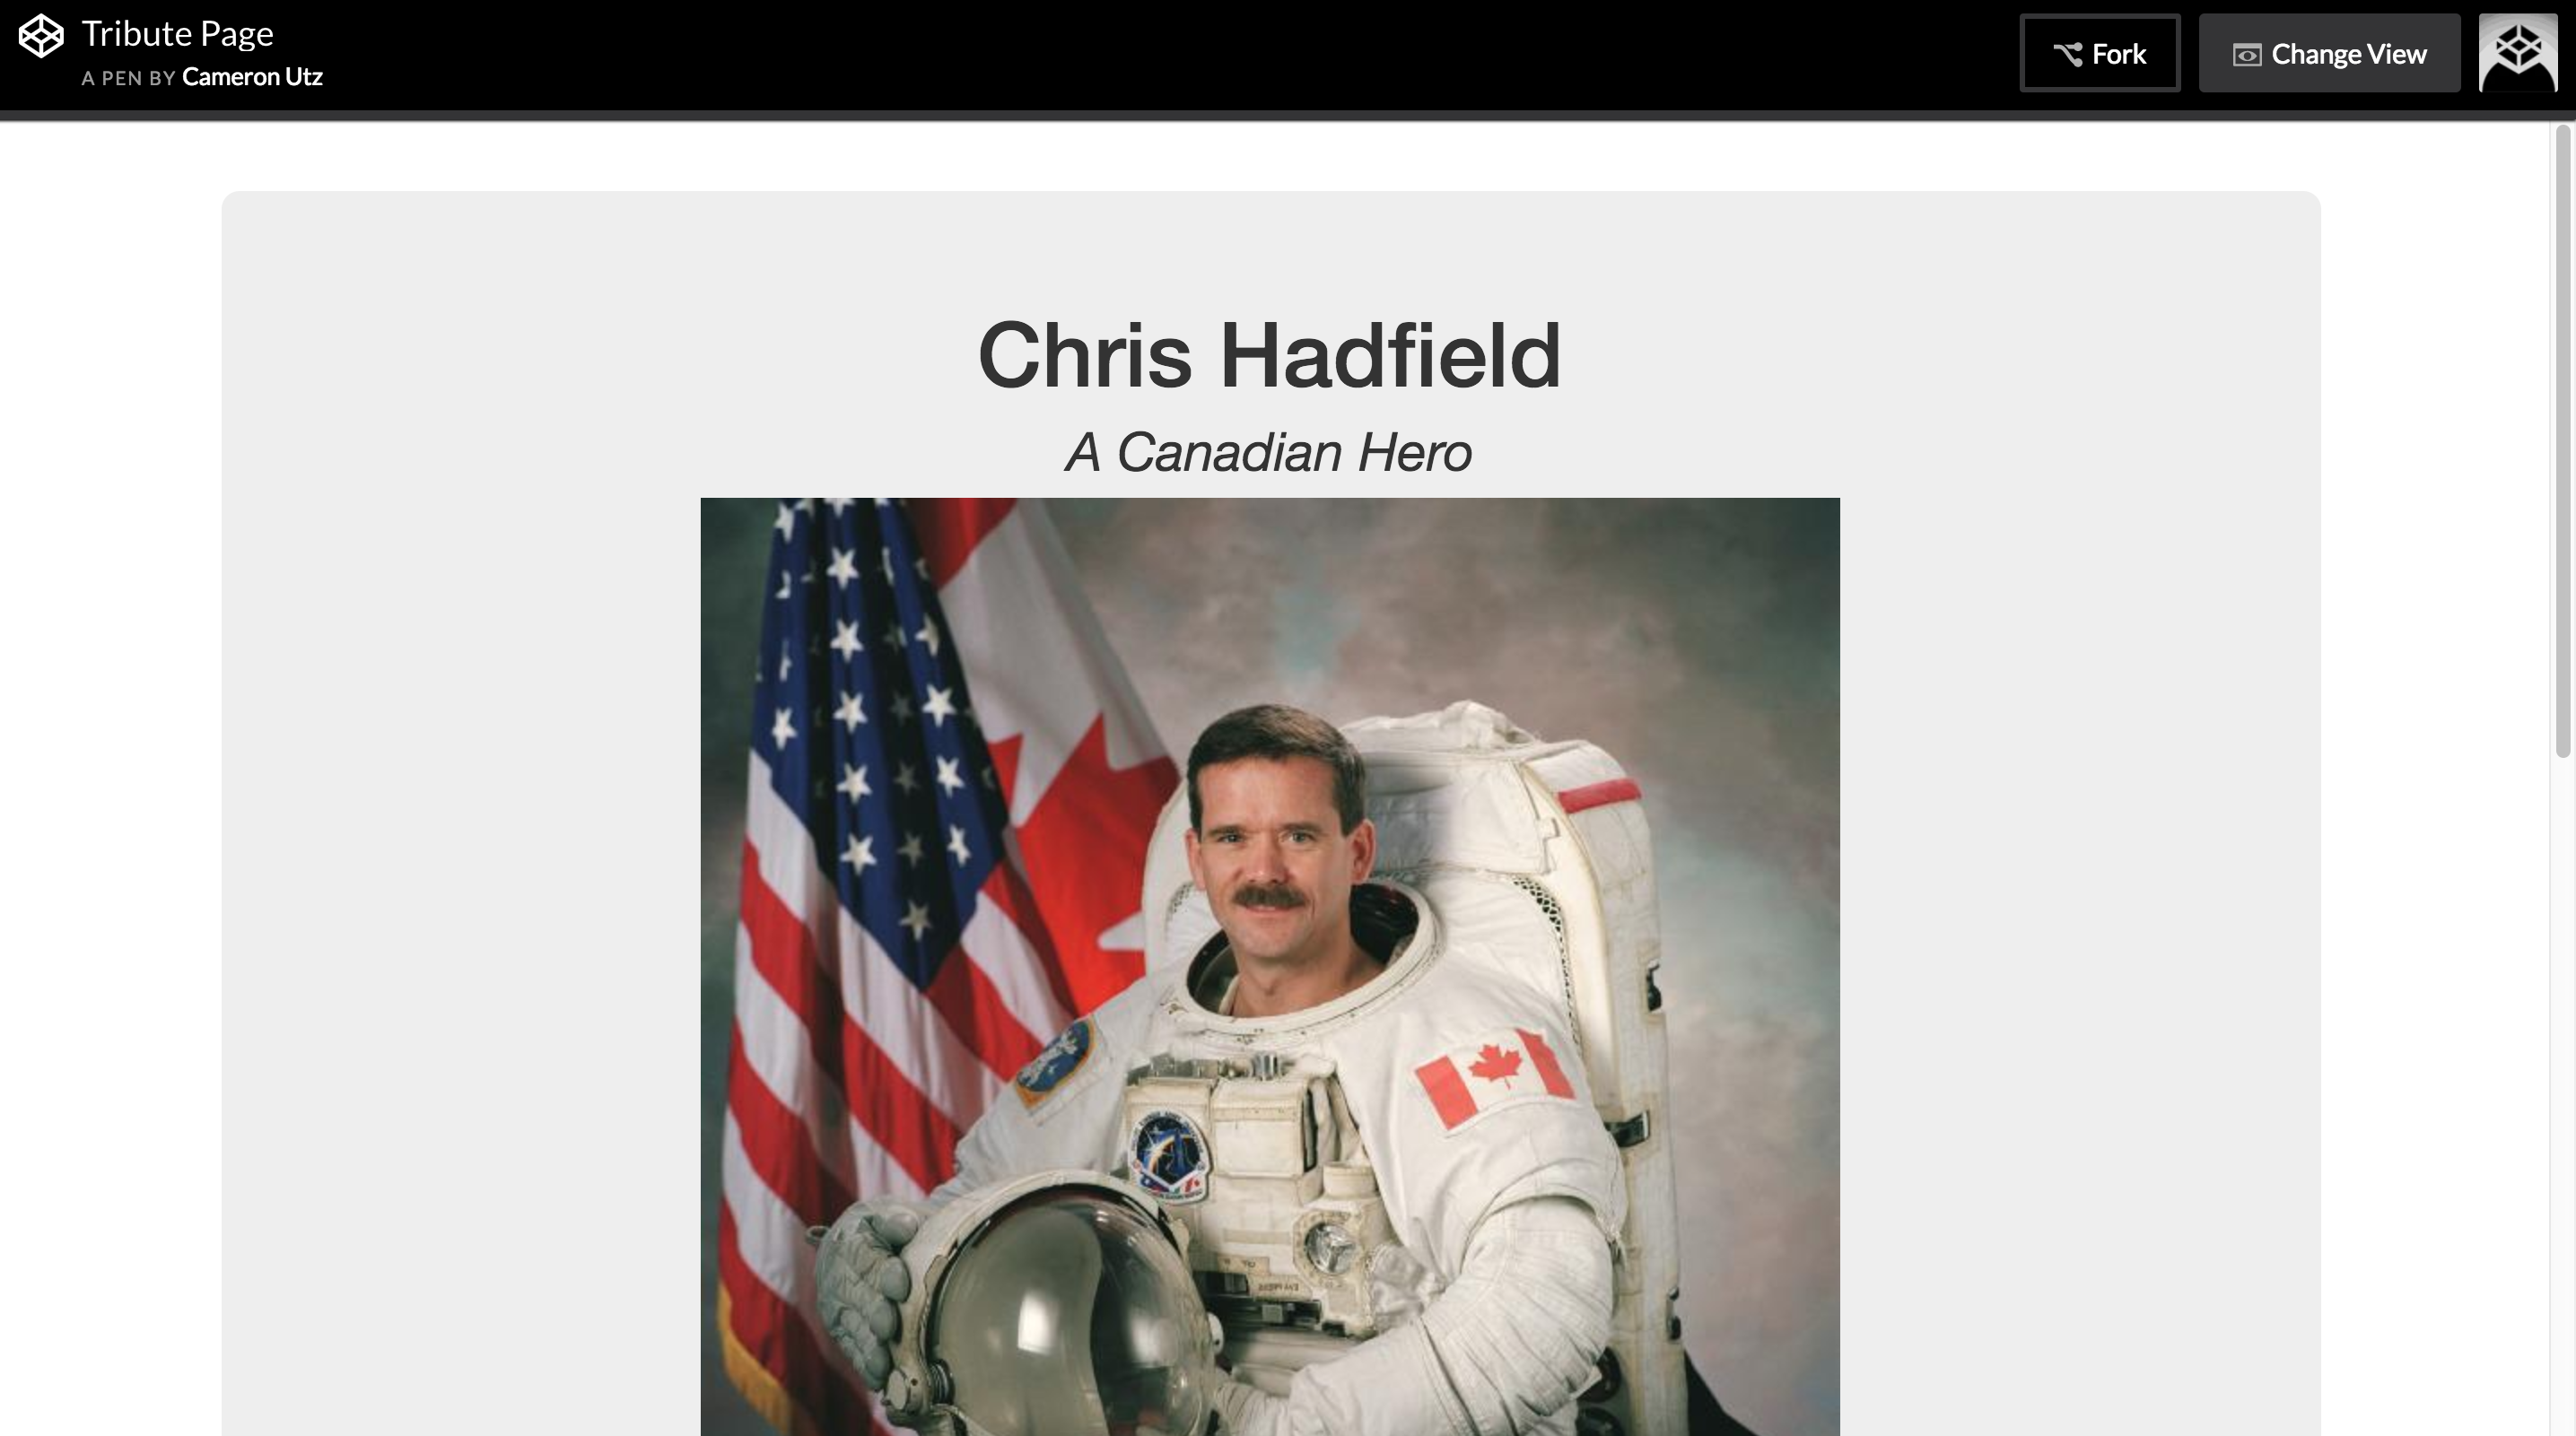 Tribute Page
A PEN BY Cameron Utz
Fork
Change View
Chris Hadfield
A Canadian Hero